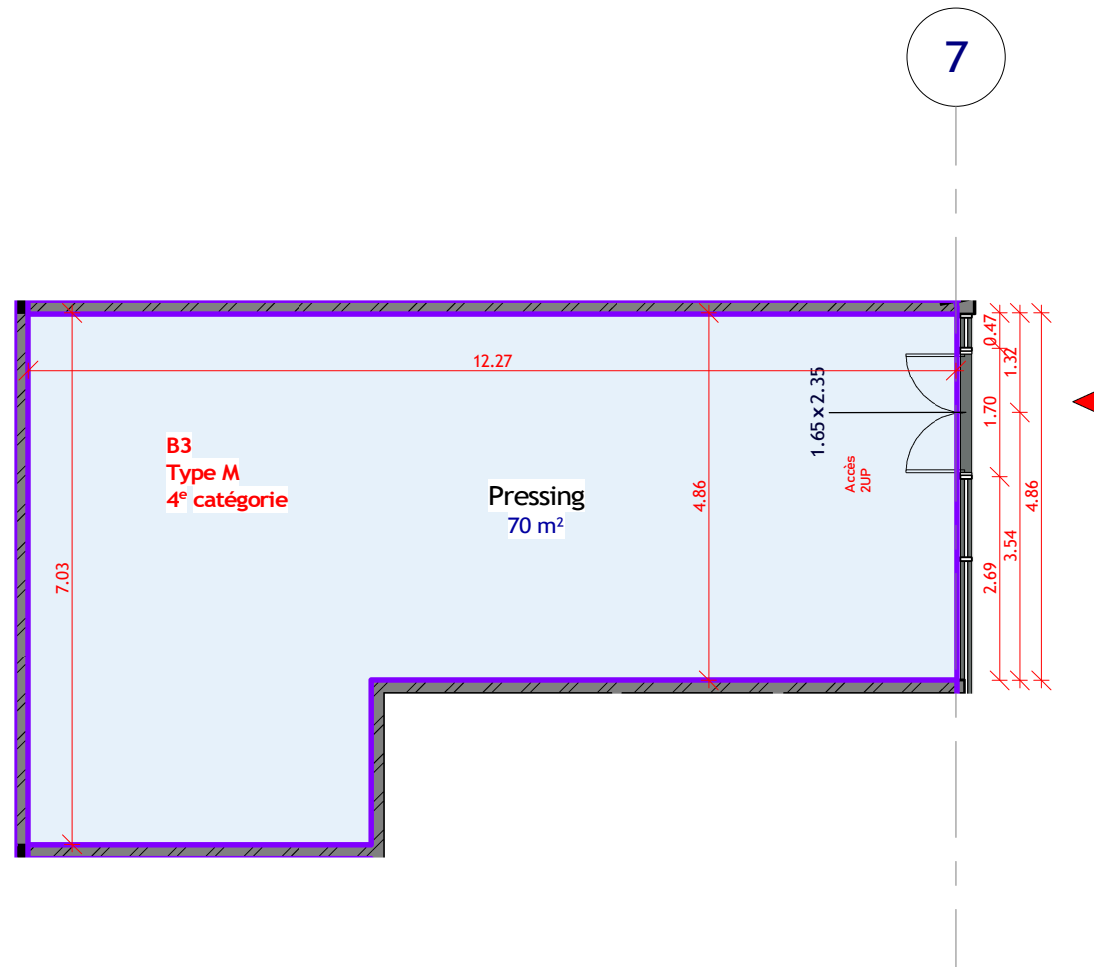 7
12.27
1.65 x 2.35
0.47
1.32
1.70
4.86
B3
Type M
4ᵉ catégorie
Pressing
70 m²
4.86
Accès
2UP
7.03
2.69
3.54